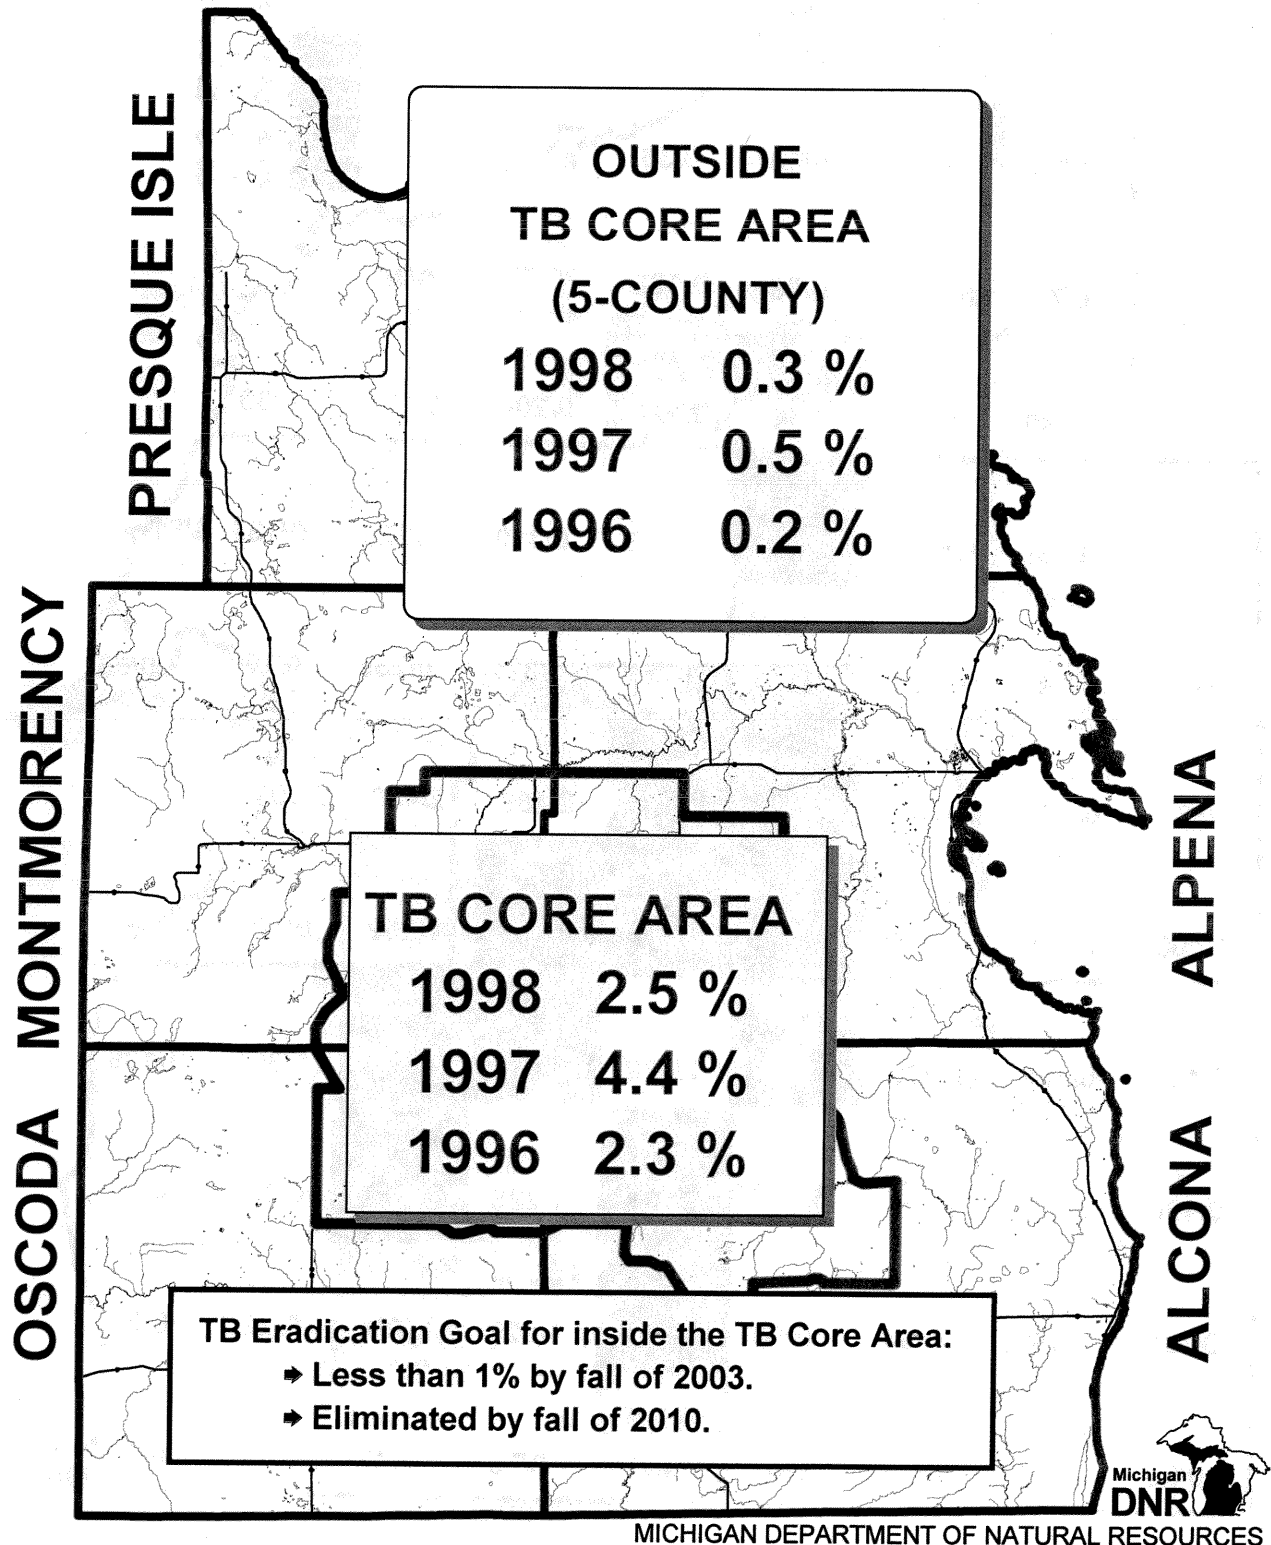 PRESQUE ISLE
OUTSIDE
TB CORE AREA
(5-COUNTY)
1998 0.3 %
1997 0.5 %
1996 0.2 %
MONTMORENCY
ALPENA
TB CORE AREA
1998 2.5 %
1997 4.4 %
1996 2.3 %
OSCODA
ALCONA
TB Eradication Goal for inside the TB Core Area:
➩ Less than 1% by fall of 2003.
➩ Eliminated by fall of 2010.
Michigan
DNR
MICHIGAN DEPARTMENT OF NATURAL RESOURCES